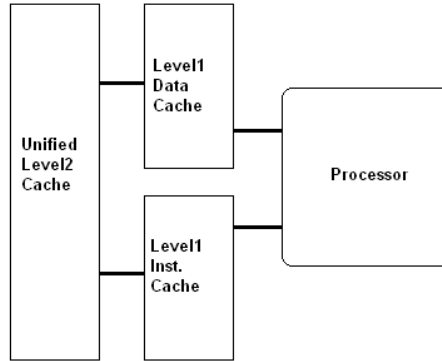 Level1
Data
Cache
Unified
Level2
Cache
Processor
Level1
Inst.
Cache